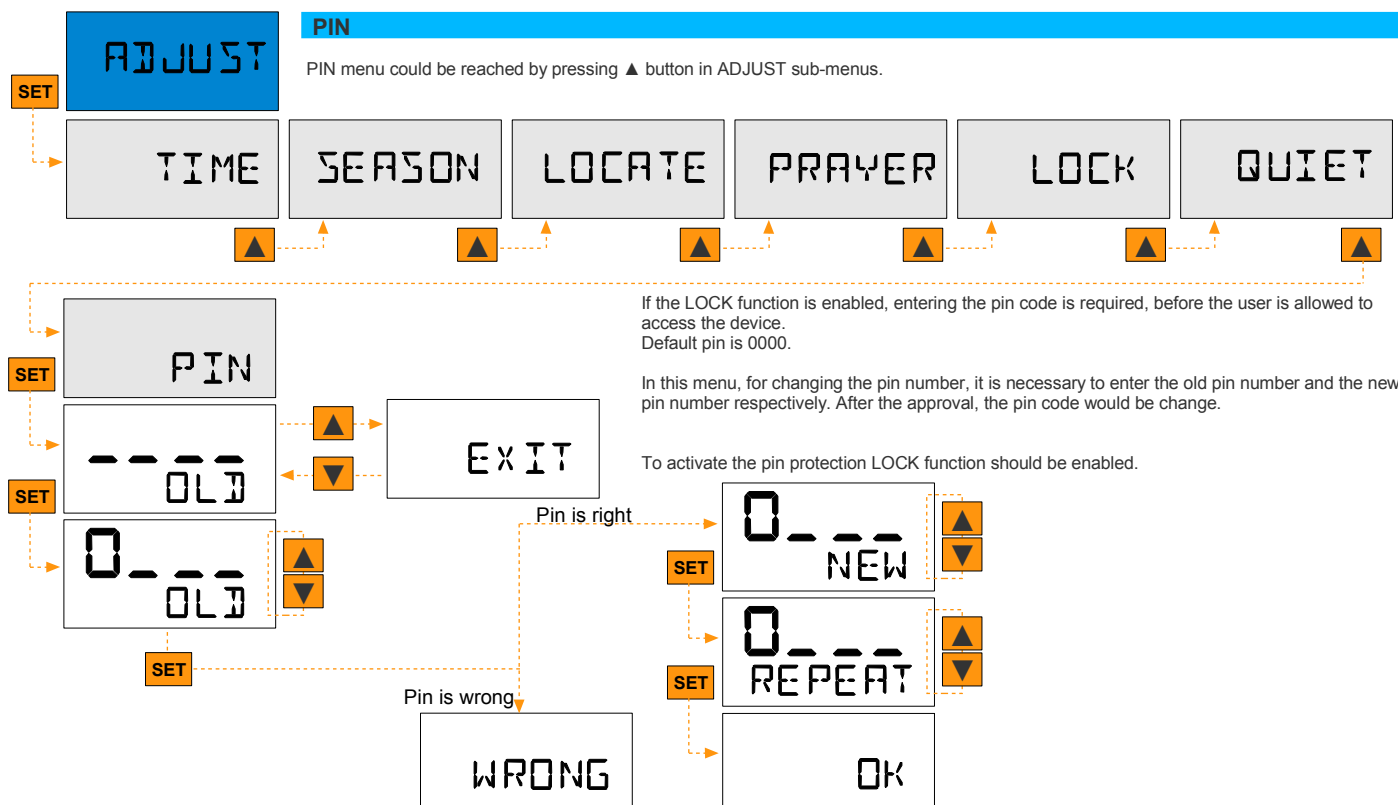 PIN
ADJUST
PIN menu could be reached by pressing ▲ button in ADJUST sub-menus.
SET
TIME SEASON LOCATE PRAYER LOCK QUIET
▲ ▲ ▲ ▲ ▲ ▲
If the LOCK function is enabled, entering the pin code is required, before the user is allowed to
access the device.
Default pin is 0000.
In this menu, for changing the pin number, it is necessary to enter the old pin number and the new
pin number respectively. After the approval, the pin code would be change.
To activate the pin protection LOCK function should be enabled.
PIN
SET
_ _ _ _
OLD
▲
▼
EXIT
SET
0_ _ _
OLD
▲
▼
SET
Pin is right
0_ _ _
NEW
▲
▼
SET
0_ _ _
REPEAT
▲
▼
SET
OK
Pin is wrong
WRONG